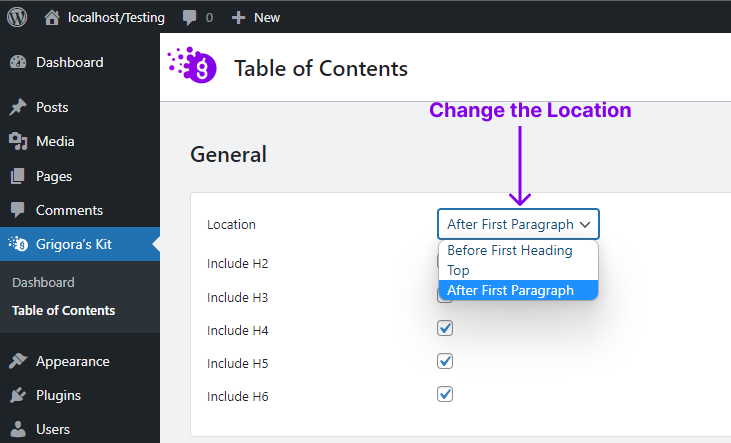 localhost/Testing
0
New
Dashboard
Posts
Media
Pages
Comments
Grigora's Kit
Dashboard
Table of Contents
Appearance
Plugins
Users
Table of Contents
Change the Location
General
Location
After First Paragraph
Before First Heading
Top
After First Paragraph
Include H2
Include H3
Include H4
Include H5
Include H6